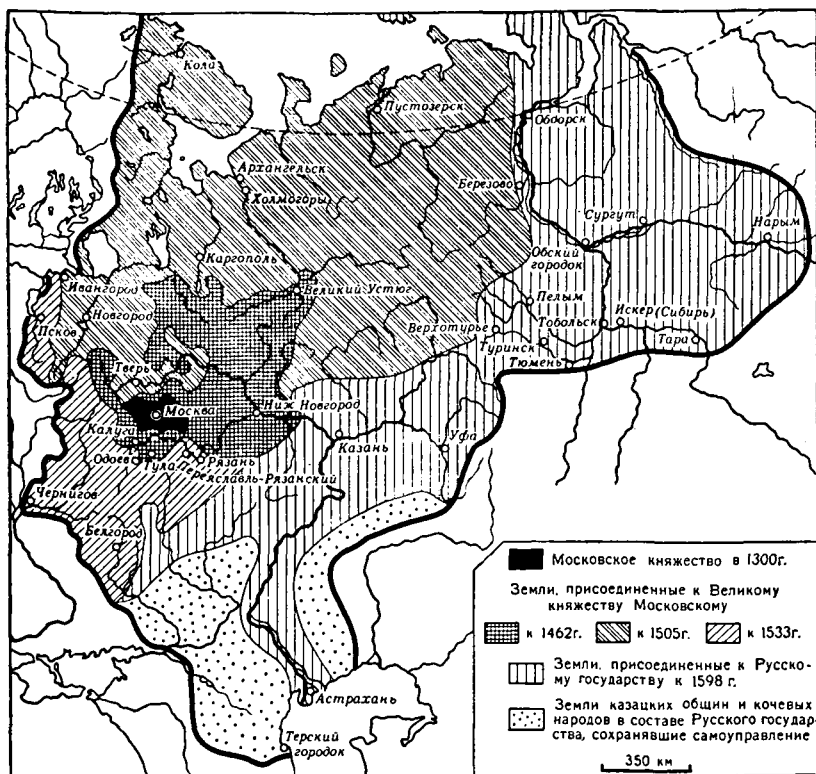 Кола
Пустозерск
Обдорск
Архангельск
Холмогоры
Березово
Сургут
Нарым
Каргополь
Обский
городок
Ивангород
Великий Устюг
Пелым
Псков
Новгород
Верхотурье
Тобольск
Искер (Сибирь)
Туринск
Тара
Тверь
Тюмень
Москва
Ниж Новгород
Калуга
Казань
Уфа
Одоев
Рязань
Тула
Переяславль-Рязанский
Чернигов
Белгород
Астрахань
Терский
городок
Московское княжество в 1300г.
Земли, присоединенные к Великому
княжеству Московскому
к 1462г.
к 1505г.
к 1533г.
Земли, присоединенные к Русско-
му государству к 1598 г.
Земли казацких общин и кочевых
народов в составе Русского государ-
ства, сохранявшие самоуправление
350 км